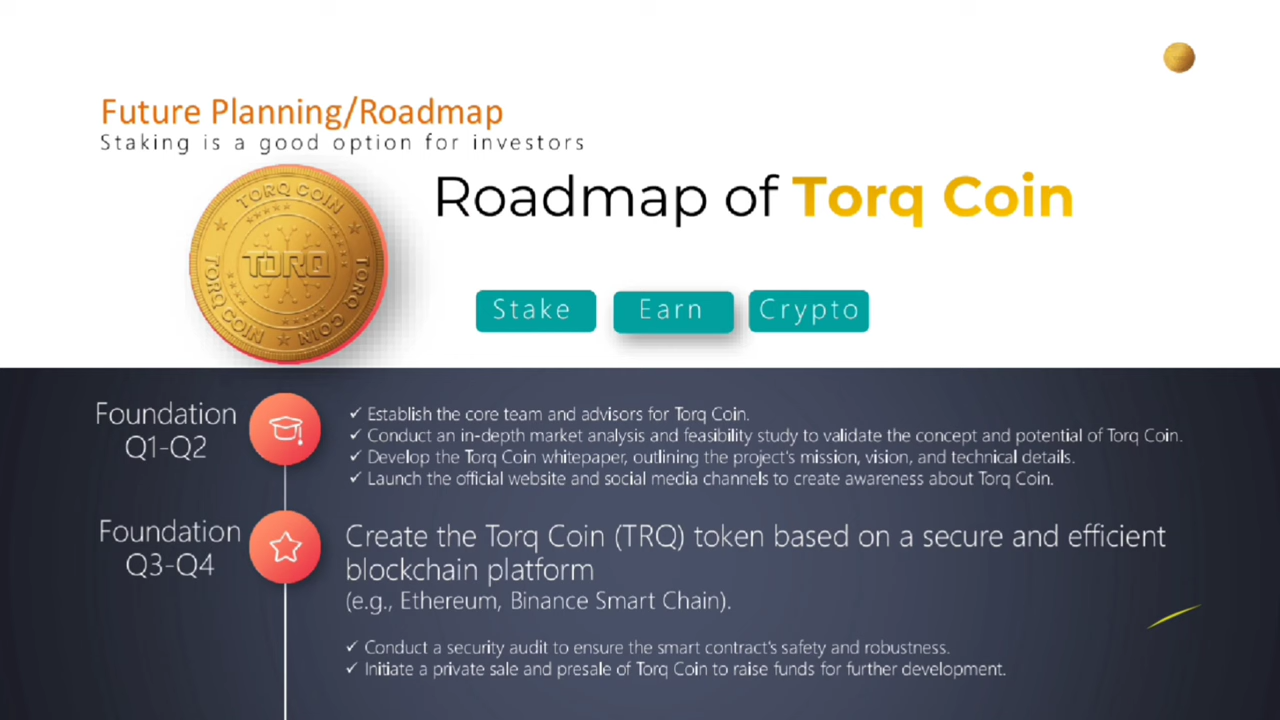 Future Planning/Roadmap
Staking is a good option for investors
TORQ COIN
TORQ
TORQ COIN
TORQ COIN
Roadmap of Torq Coin
Stake Earn Crypto
Foundation
Q1-Q2
✓ Establish the core team and advisors for Torq Coin.
✓ Conduct an in-depth market analysis and feasibility study to validate the concept and potential of Torq Coin.
✓ Develop the Torq Coin whitepaper, outlining the project's mission, vision, and technical details.
✓ Launch the official website and social media channels to create awareness about Torq Coin.
Foundation
Q3-Q4
Create the Torq Coin (TRQ) token based on a secure and efficient
blockchain platform
(e.g., Ethereum, Binance Smart Chain).
✓ Conduct a security audit to ensure the smart contract's safety and robustness.
✓ Initiate a private sale and presale of Torq Coin to raise funds for further development.